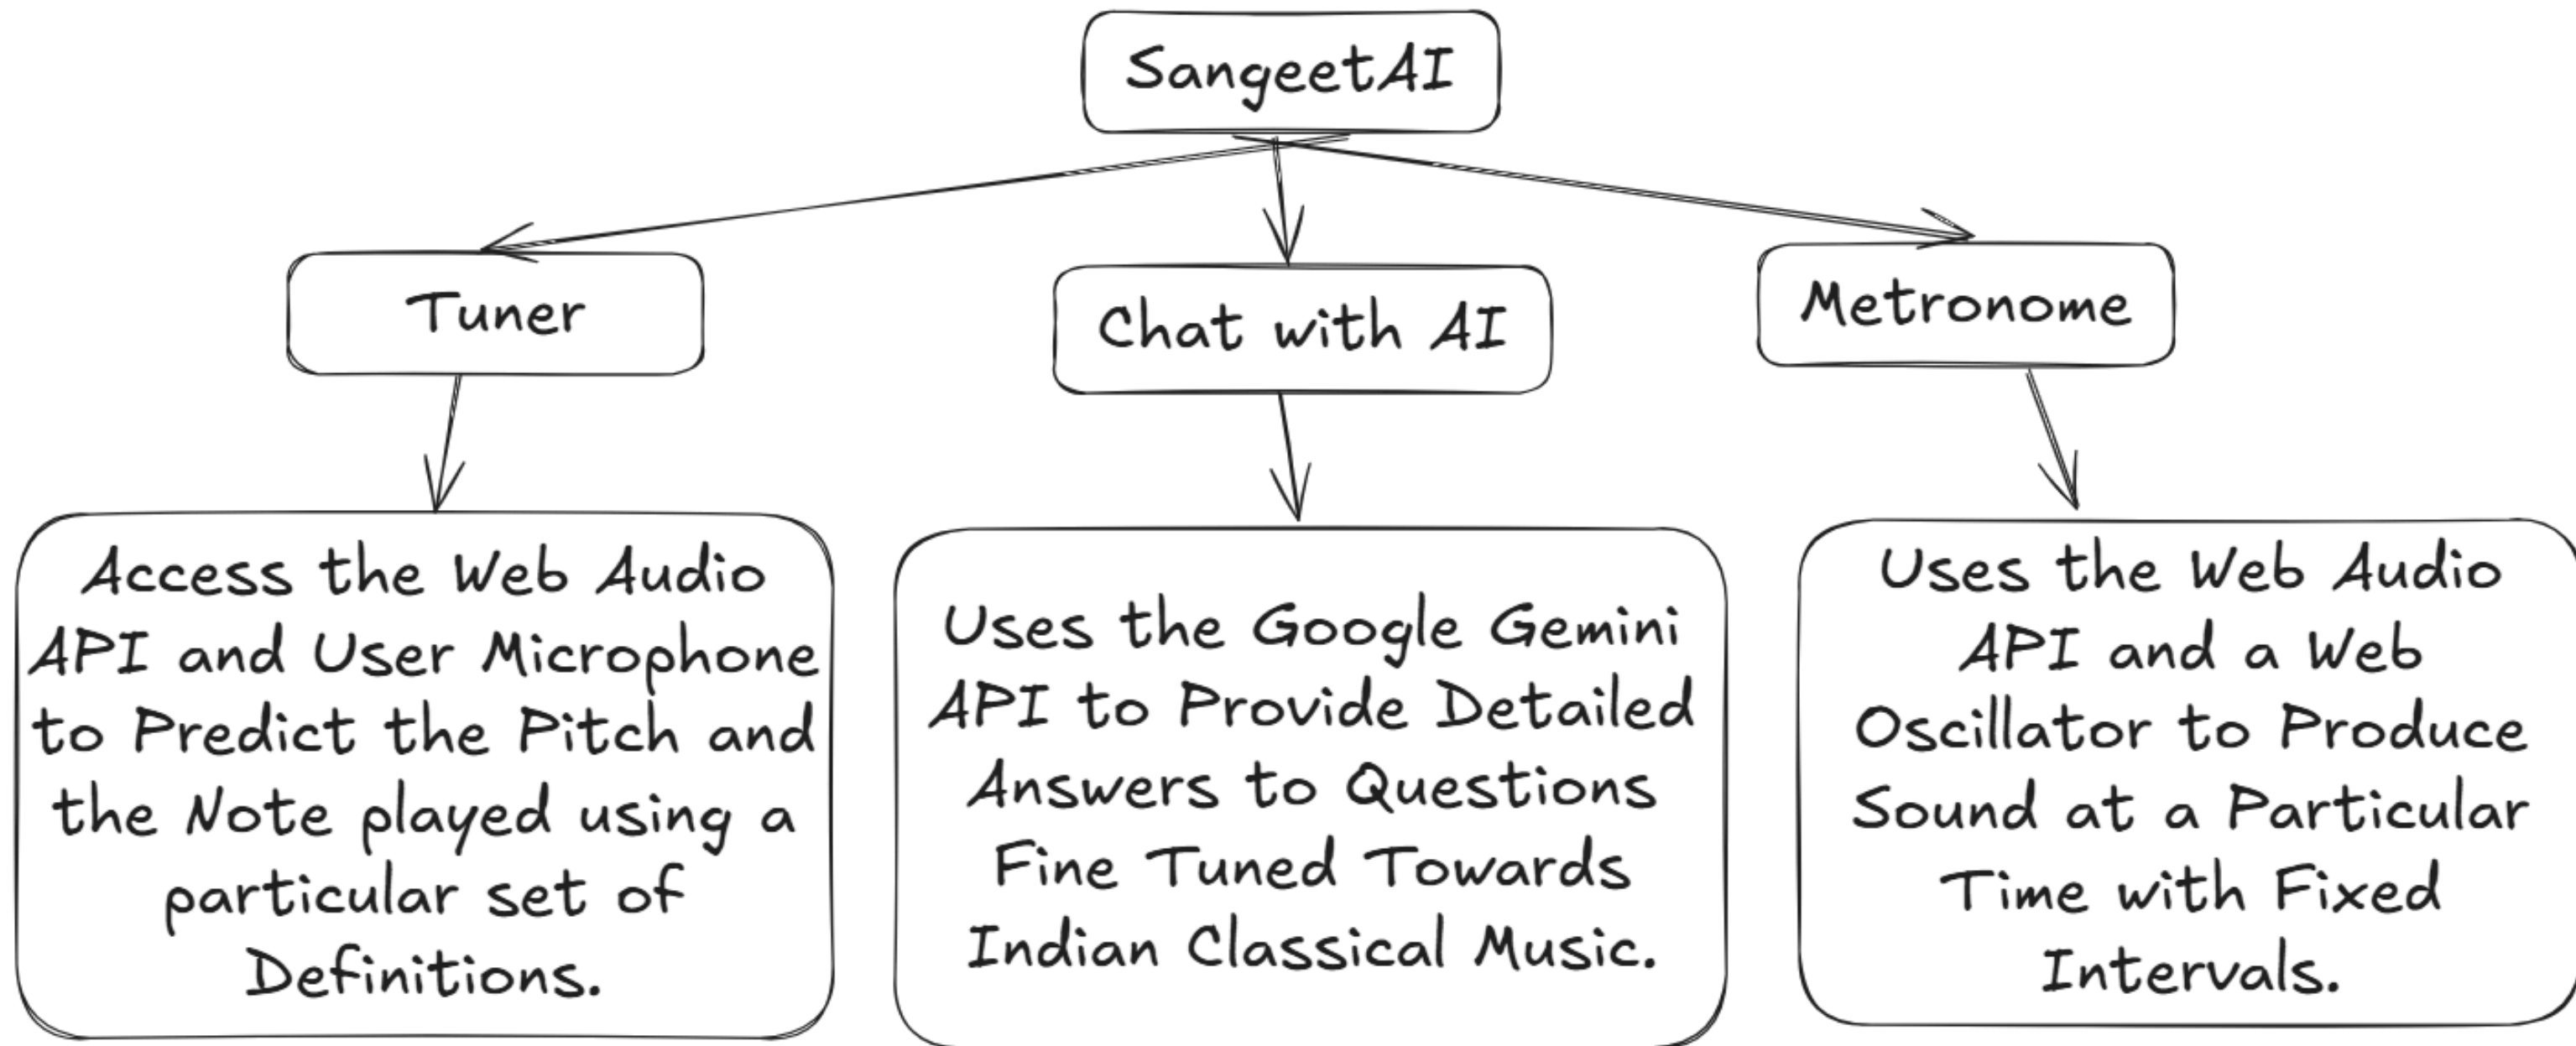 SangeetAI
Tuner
Chat with AI
Metronome
Access the Web Audio
API and User Microphone
to Predict the Pitch and
the Note played using a
particular set of
Definitions.
Uses the Google Gemini
API to Provide Detailed
Answers to Questions
Fine Tuned Towards
Indian Classical Music.
Uses the Web Audio
API and a Web
Oscillator to Produce
Sound at a Particular
Time with Fixed
Intervals.